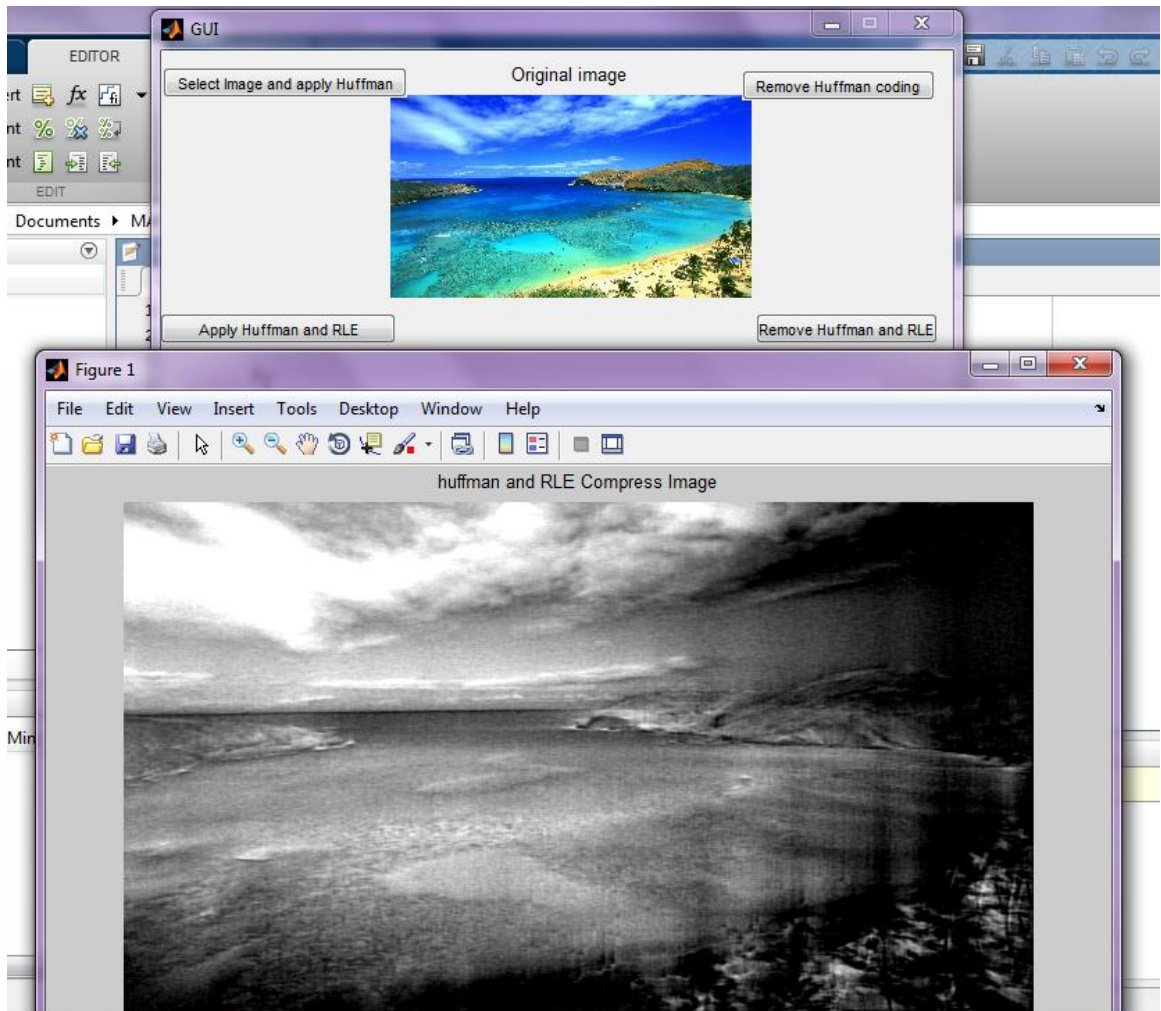 GUI
EDITOR
Select Image and apply Huffman
Original image
Remove Huffman coding
fx
fi
EDIT
Documents
Apply Huffman and RLE
Remove Huffman and RLE
Figure 1
File Edit View Insert Tools Desktop Window Help
huffman and RLE Compress Image
Min